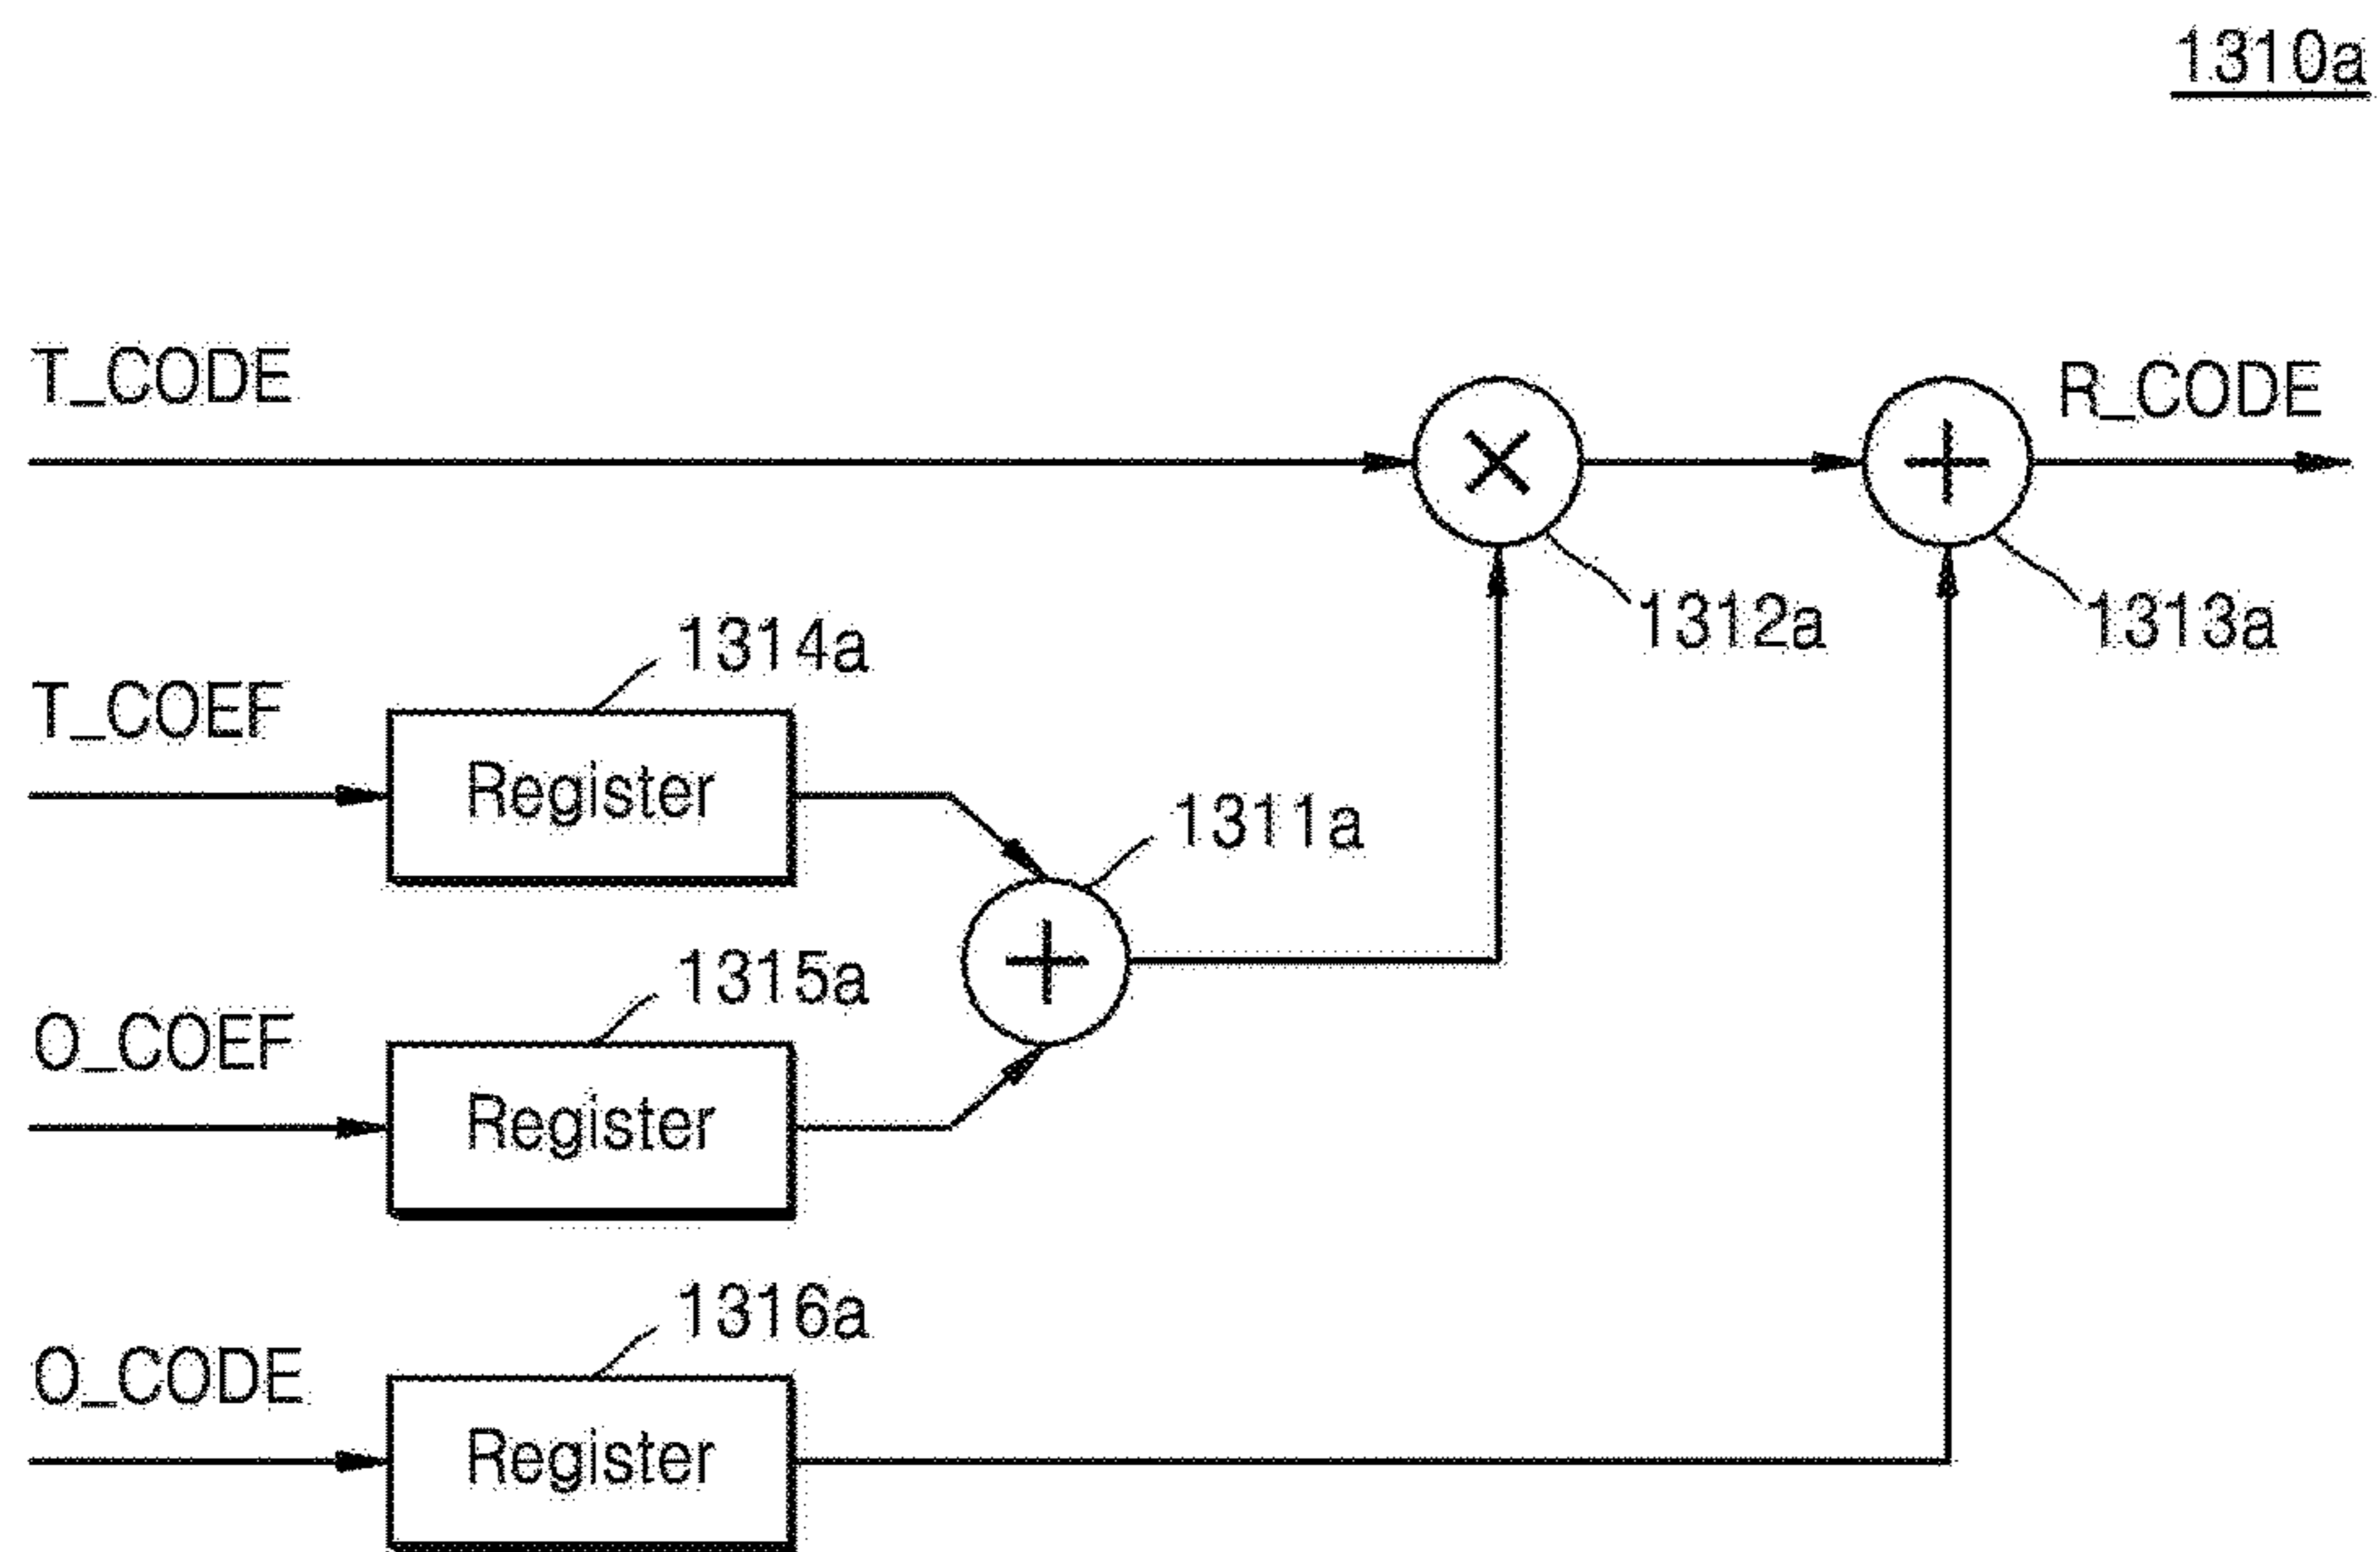 1310a
T_CODE
R_CODE
1312a
1313a
1314a
T_COEF
Register
1311a
1315a
O_COEF
Register
1316a
O_CODE
Register